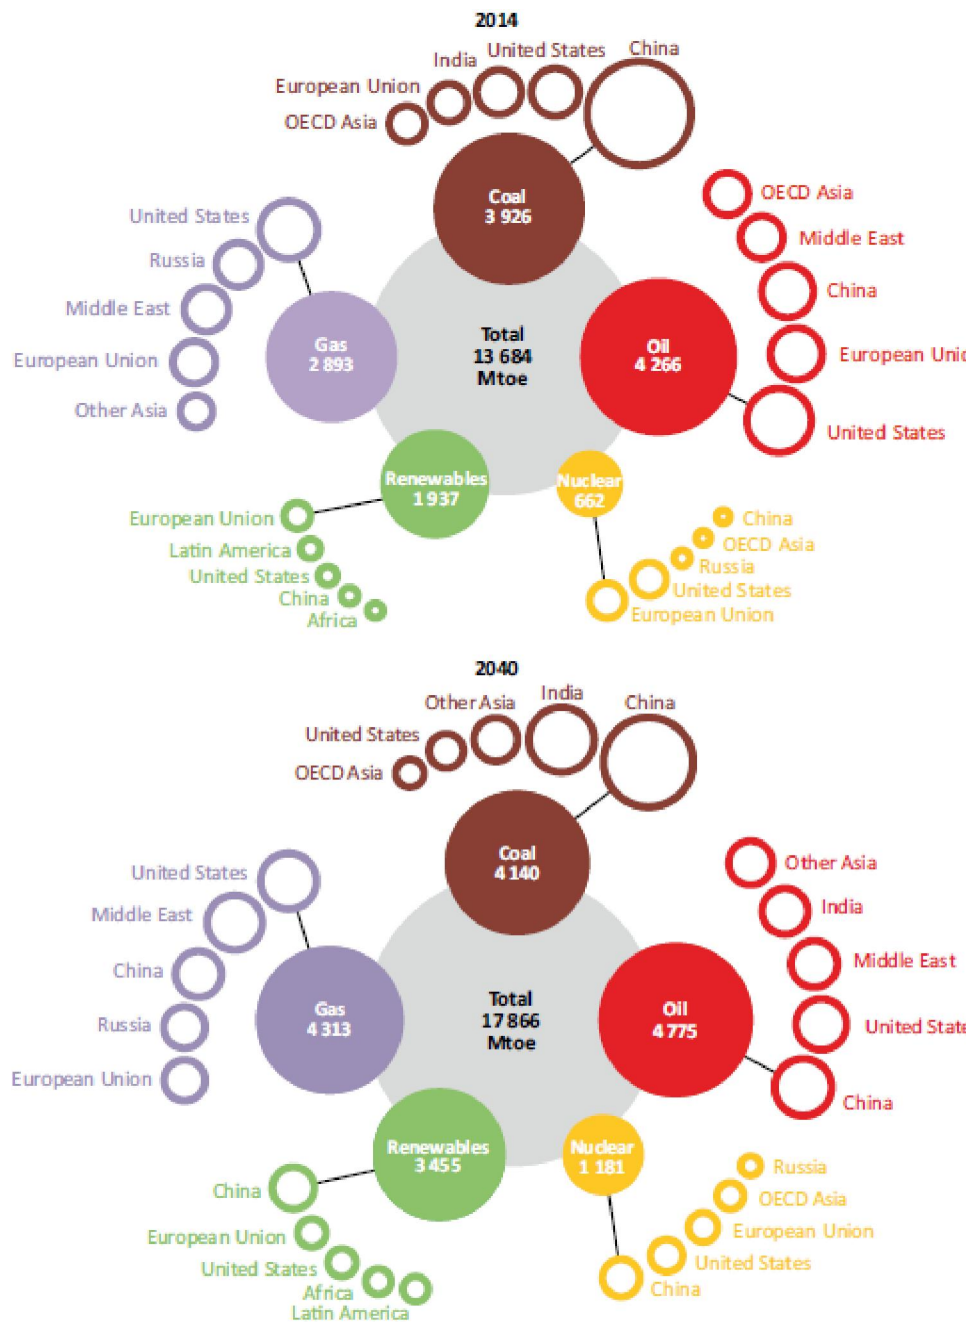 2014
China
United States
India
European Union
OECD Asia
Coal
3 926
United States
Russia
Middle East
European Union
Other Asia
Gas
2 893
Total
13 684
Mtoe
Oil
4 266
OECD Asia
Middle East
China
European Unio
United States
Renewables
1 937
Nuclear
662
European Union
Latin America
United States
China
Africa
China
OECD Asia
Russia
United States
European Union
2040
China
India
Other Asia
United States
OECD Asia
Coal
4 140
United States
Middle East
China
Russia
European Union
Gas
4 313
Total
17 866
Mtoe
Oil
4 775
Other Asia
India
Middle East
United State
China
Renewables
3 455
Nuclear
1 181
China
European Union
United States
Africa
Latin America
Russia
OECD Asia
European Union
United States
China